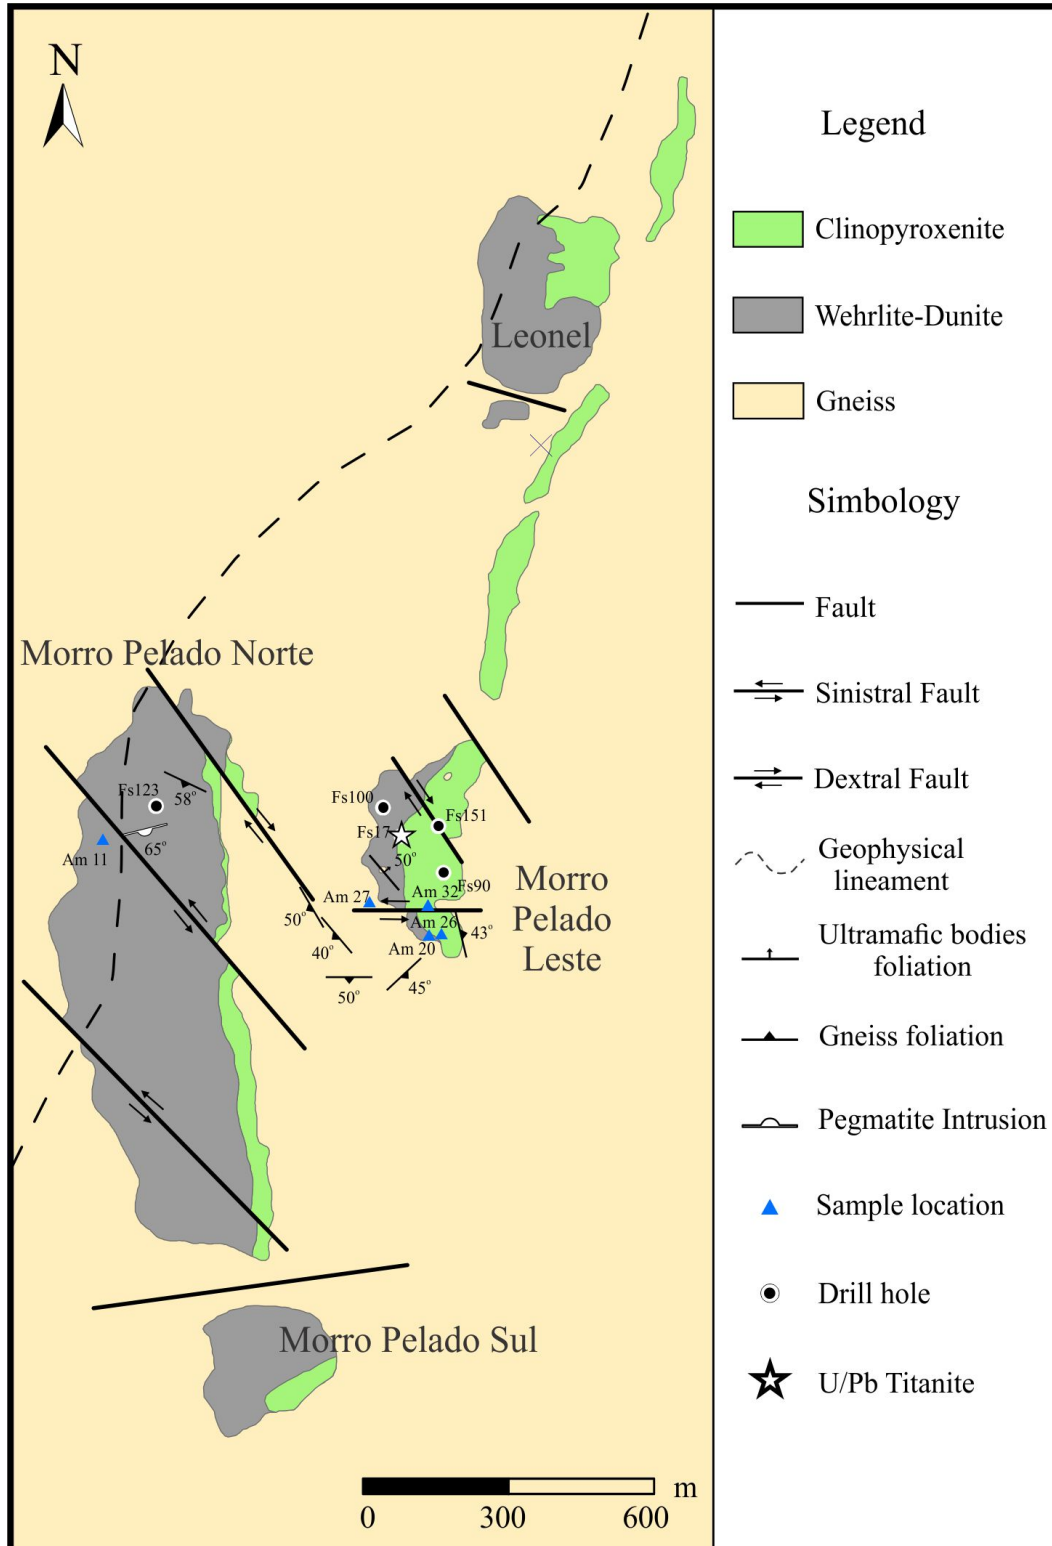 N
Leonel
Morro Pelado Norte
Fs123
58°
Am 11
65°
Fs100
Fs151
Fs17
50°
Fs90
Am 27
Am 32
Am 26
Am 20
43°
50°
40°
50°
45°
Morro
Pelado
Leste
Morro Pelado Sul
m
0 300 600
Legend
Clinopyroxenite
Wehrlite-Dunite
Gneiss
Simbology
Fault
Sinistral Fault
Dextral Fault
Geophysical
lineament
Ultramafic bodies
foliation
Gneiss foliation
Pegmatite Intrusion
Sample location
Drill hole
U/Pb Titanite